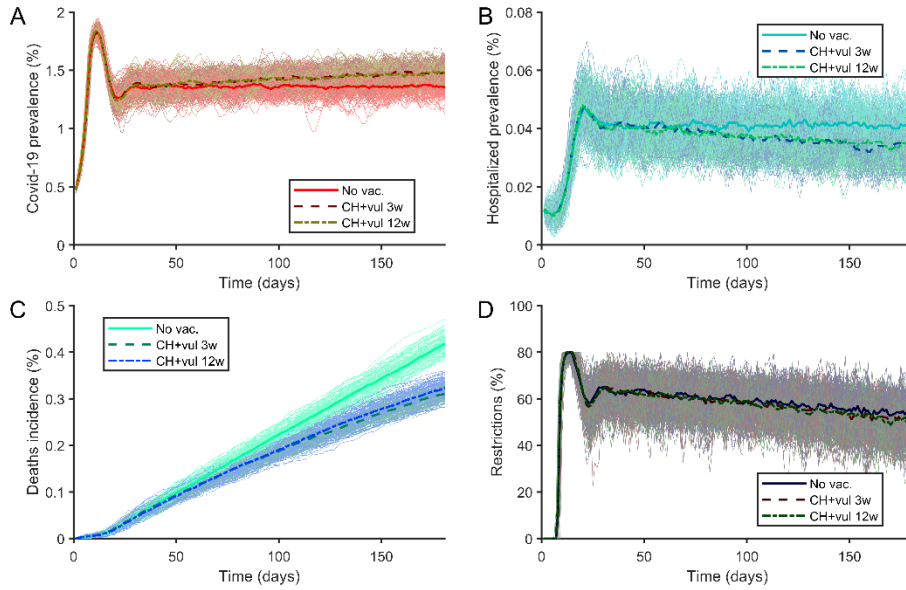 A
Covid-19 prevalence (%)
2
1.5
1
0.5
0
0
50
100
150
Time (days)
No vac.
CH+vul 3w
CH+vul 12w
B
Hospitalized prevalence (%)
0.08
0.06
0.04
0.02
0
0
50
100
150
Time (days)
No vac.
CH+vul 3w
CH+vul 12w
C
Deaths incidence (%)
0.5
0.4
0.3
0.2
0.1
0
0
50
100
150
Time (days)
No vac.
CH+vul 3w
CH+vul 12w
D
Restrictions (%)
100
80
60
40
20
0
0
50
100
150
Time (days)
No vac.
CH+vul 3w
CH+vul 12w